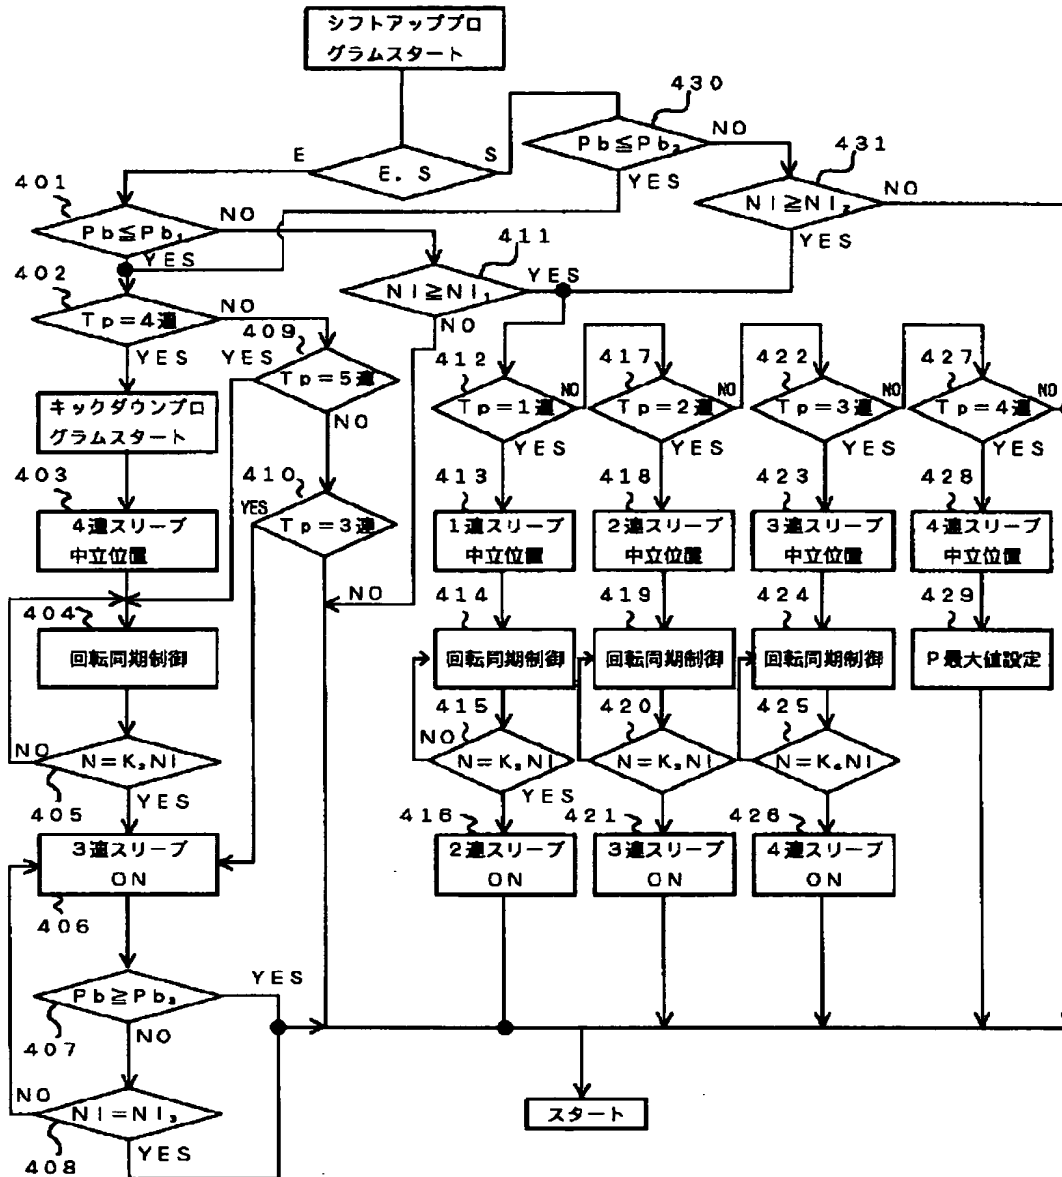 シフトアッププロ
グラムスタート
E. S
E
S
430
Pb≦Pb₂
NO
YES
431
NI≧NI₂
NO
YES
401
Pb≦Pb₁
NO
YES
411
NI≧NI₁
YES
NO
402
Tp=4速
NO
YES
409
Tp=5速
YES
NO
キックダウンプロ
グラムスタート
410
Tp=3速
YES
NO
403
4速スリーブ
中立位置
404
回転同期制御
405
NO
YES
406
3速スリーブ
ON
407
Pb≧Pb₃
YES
NO
408
NI=NI₃
NO
YES
412
Tp=1速
NO
YES
413
1速スリーブ
中立位置
414
回転同期制御
415
NO
YES
416
2速スリーブ
ON
417
Tp=2速
NO
YES
418
2速スリーブ
中立位置
419
回転同期制御
420
N=K₃NI
421
3速スリーブ
ON
422
Tp=3速
NO
YES
423
3速スリーブ
中立位置
424
回転同期制御
425
N=K₄NI
426
4速スリーブ
ON
427
Tp=4速
NO
YES
428
4速スリーブ
中立位置
429
P最大値設定
スタート